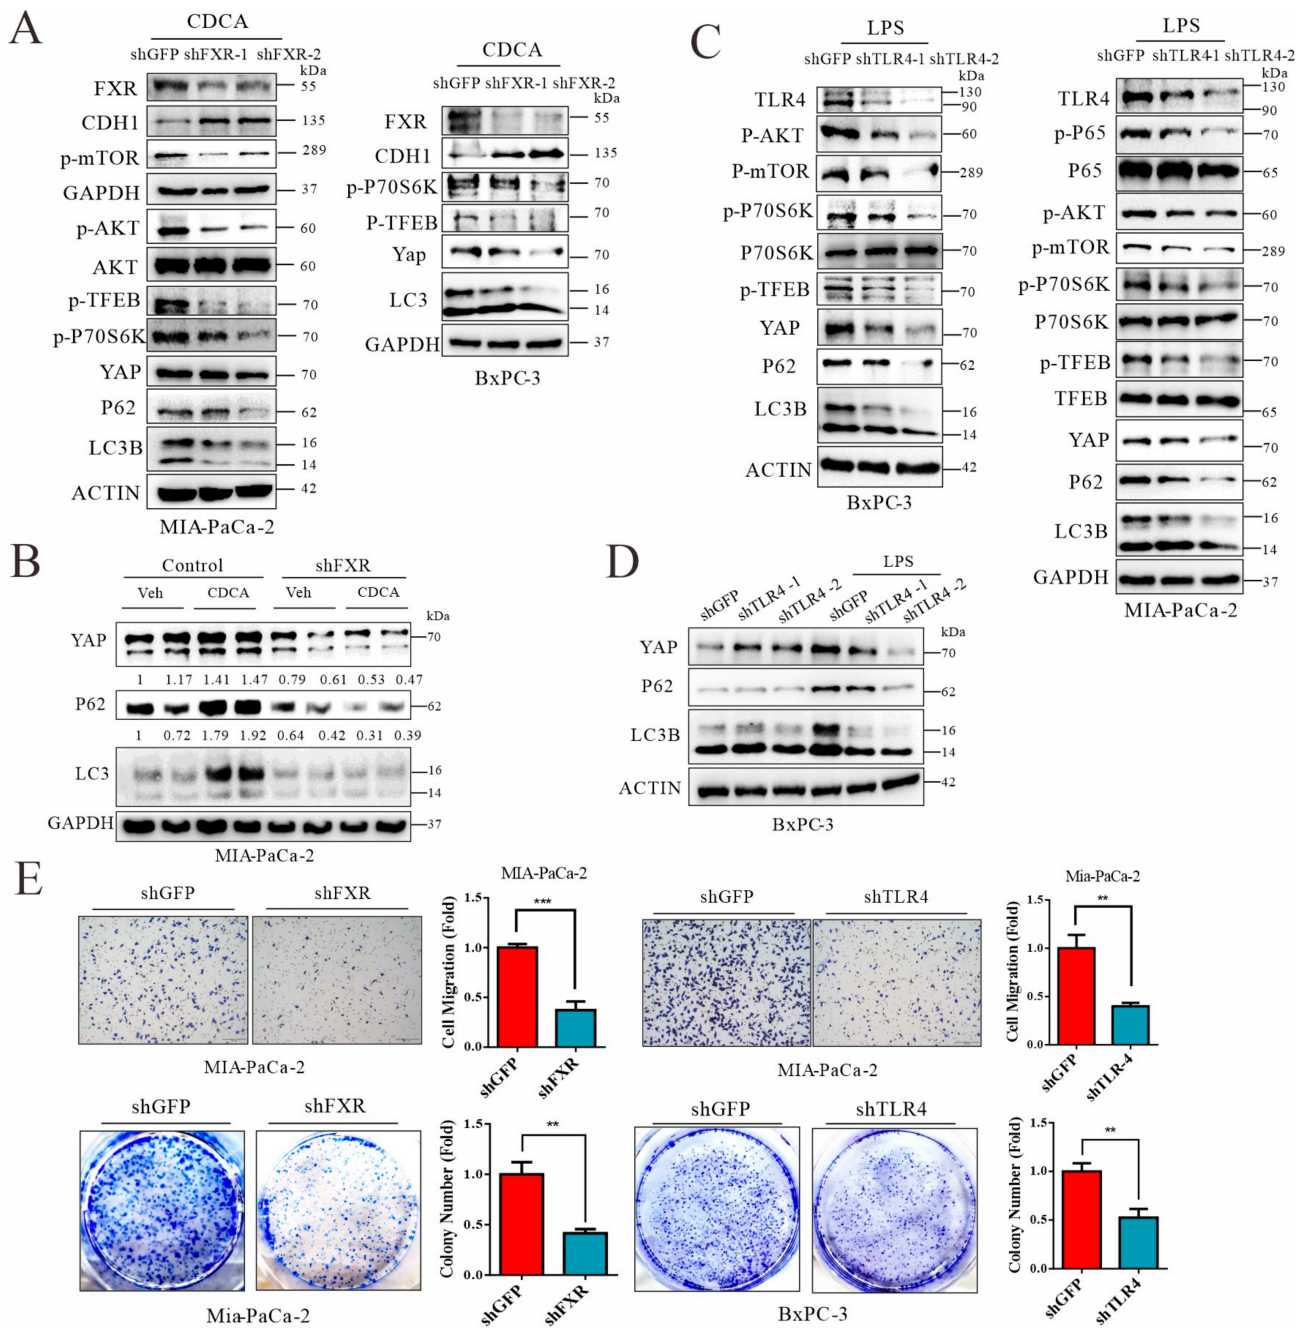 A
CDCA
shGFP shFXR-1 shFXR-2
kDa
FXR 55
CDH1 135
p-mTOR 289
GAPDH 37
p-AKT 60
AKT 60
p-TFEB 70
p-P70S6K 70
YAP 70
P62 62
LC3B 16
14
ACTIN 42
MIA-PaCa-2
CDCA
shGFP shFXR-1 shFXR-2
kDa
FXR 55
CDH1 135
p-P70S6K 70
P-TFEB 70
Yap 70
LC3 16
14
GAPDH 37
BxPC-3
C
LPS
shGFP shTLR4-1 shTLR4-2
kDa
TLR4 130
90
P-AKT 60
P-mTOR 289
p-P70S6K 70
P70S6K 70
p-TFEB 70
YAP 70
P62 62
LC3B 16
14
ACTIN 42
BxPC-3
LPS
shGFP shTLR4-1 shTLR4-2
kDa
TLR4 130
90
p-P65 70
P65 65
p-AKT 60
p-mTOR 289
p-P70S6K 70
P70S6K 70
p-TFEB 70
TFEB 65
YAP 70
P62 62
LC3B 16
14
GAPDH 37
MIA-PaCa-2
B
Control shFXR
Veh CDCA Veh CDCA
kDa
YAP 70
1 1.17 1.41 1.47 0.79 0.61 0.53 0.47
P62 62
1 0.72 1.79 1.92 0.64 0.42 0.31 0.39
LC3 16
14
GAPDH 37
MIA-PaCa-2
D
LPS
shGFP shTLR4-1 shTLR4-2 shGFP shTLR4-1 shTLR4-2
kDa
YAP 70
P62 62
LC3B 16
14
ACTIN 42
BxPC-3
E
shGFP shFXR
MIA-PaCa-2
MIA-PaCa-2
Cell Migration (Fold)
1.5
1.0
0.5
0.0
***
shGFP shFXR
shGFP shTLR4
MIA-PaCa-2
Mia-PaCa-2
Cell Migration (Fold)
1.5
1.0
0.5
0.0
**
shGFP shTLR-4
shGFP shFXR
Mia-PaCa-2
Colony Number (Fold)
1.5
1.0
0.5
0.0
**
shGFP shFXR
shGFP shTLR4
BxPC-3
Colony Number (Fold)
1.5
1.0
0.5
0.0
**
shGFP shTLR4